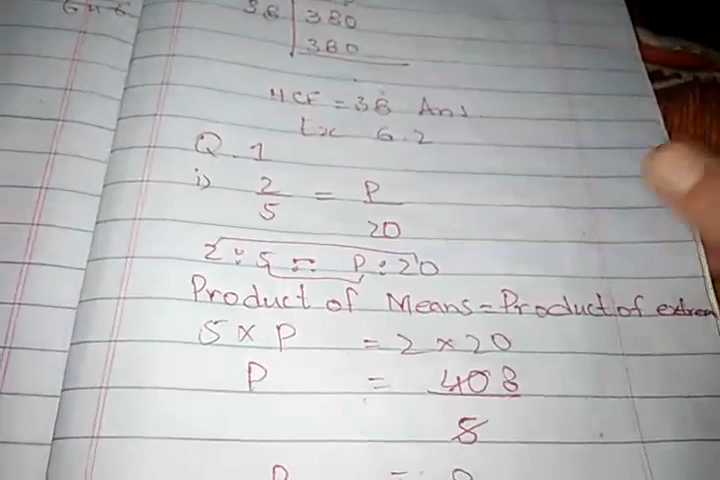 38 | 380
380
HCF = 38 Ans
Ex 6.2
Q.1
i) 2/5 = P/20
2 : 5 :: P : 20
Product of Means = Product of extrem
5 × P = 2 × 20
P = 408
5
P =